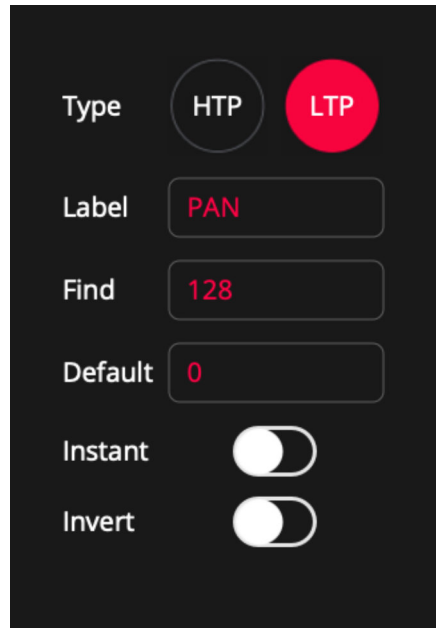 Type HTP LTP
Label PAN
Find 128
Default 0
Instant
Invert